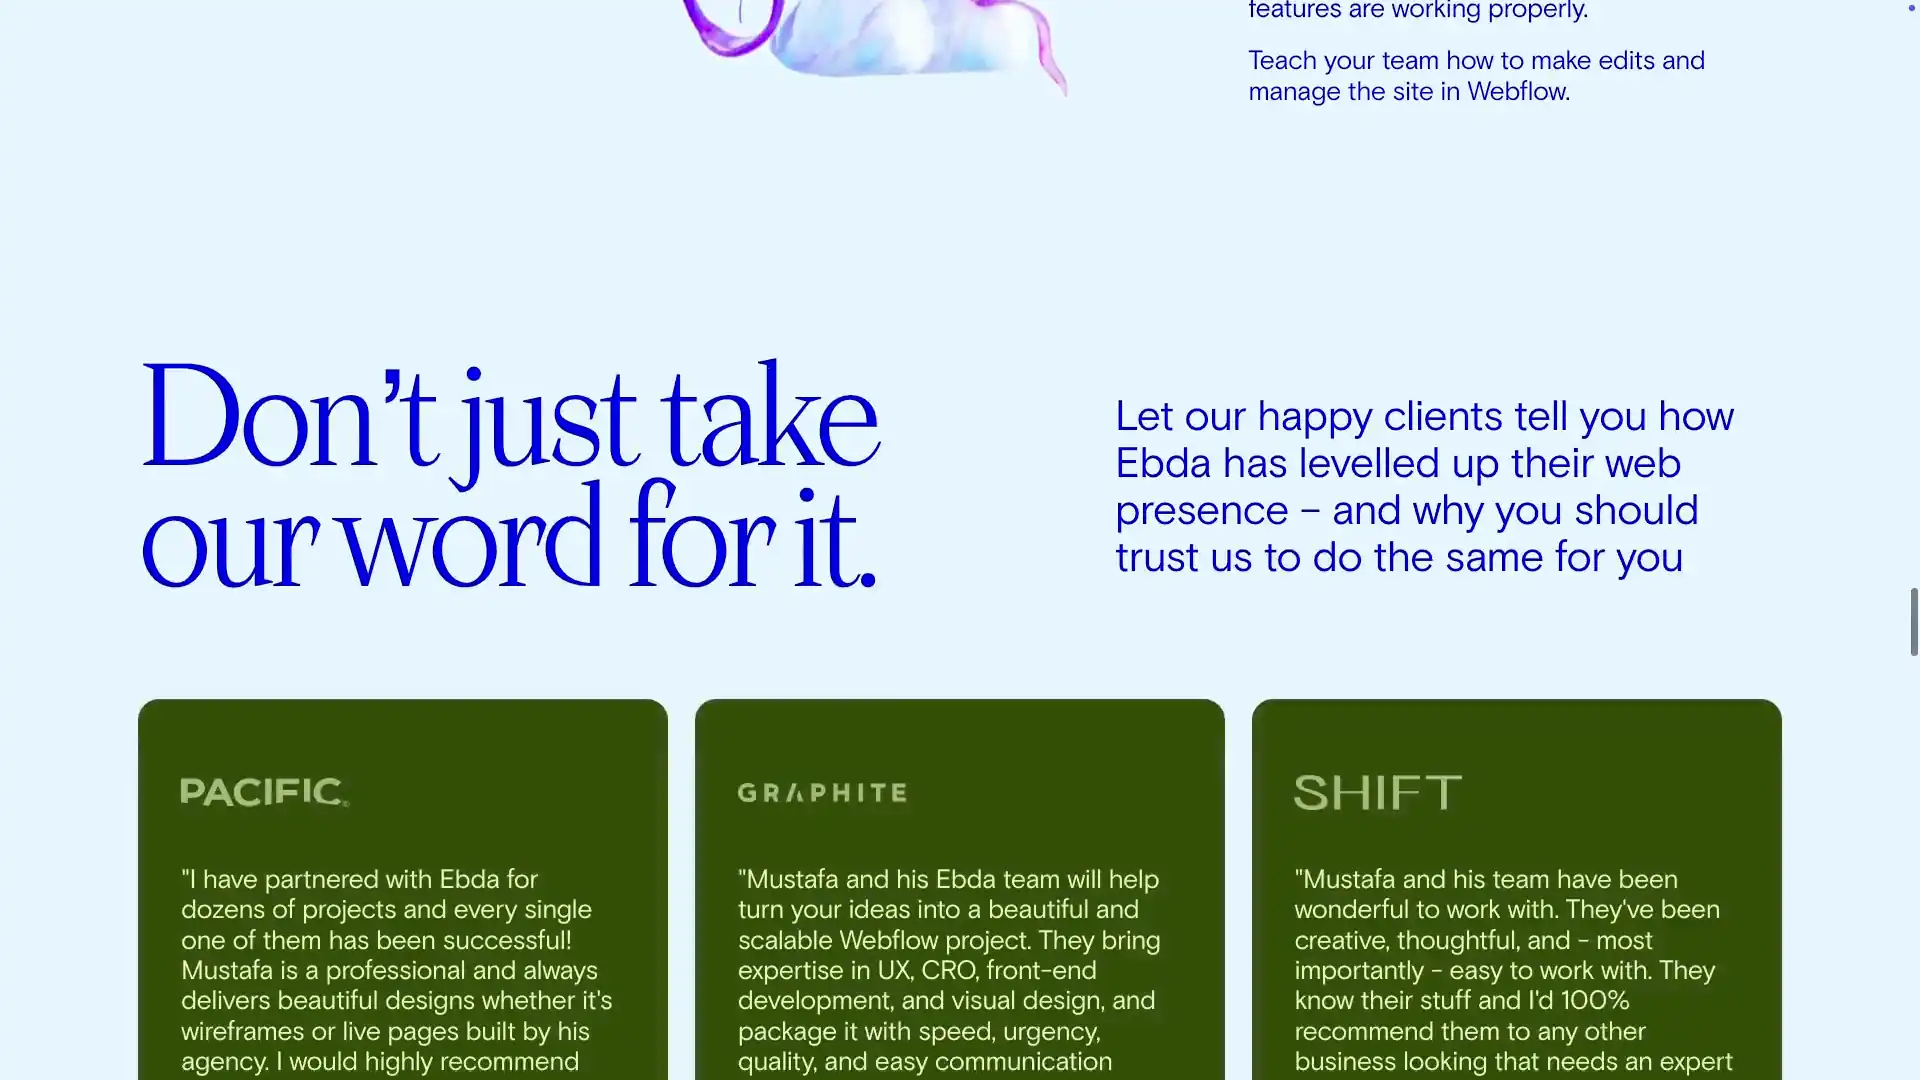 features are working properly.
Teach your team how to make edits and
manage the site in Webflow.
Don’t just take
our word for it.
Let our happy clients tell you how
Ebda has levelled up their web
presence – and why you should
trust us to do the same for you
PACIFIC
"I have partnered with Ebda for
dozens of projects and every single
one of them has been successful!
Mustafa is a professional and always
delivers beautiful designs whether it's
wireframes or live pages built by his
agency. I would highly recommend
GRAPHITE
"Mustafa and his Ebda team will help
turn your ideas into a beautiful and
scalable Webflow project. They bring
expertise in UX, CRO, front-end
development, and visual design, and
package it with speed, urgency,
quality, and easy communication
SHIFT
"Mustafa and his team have been
wonderful to work with. They've been
creative, thoughtful, and – most
importantly – easy to work with. They
know their stuff and I'd 100%
recommend them to any other
business looking that needs an expert